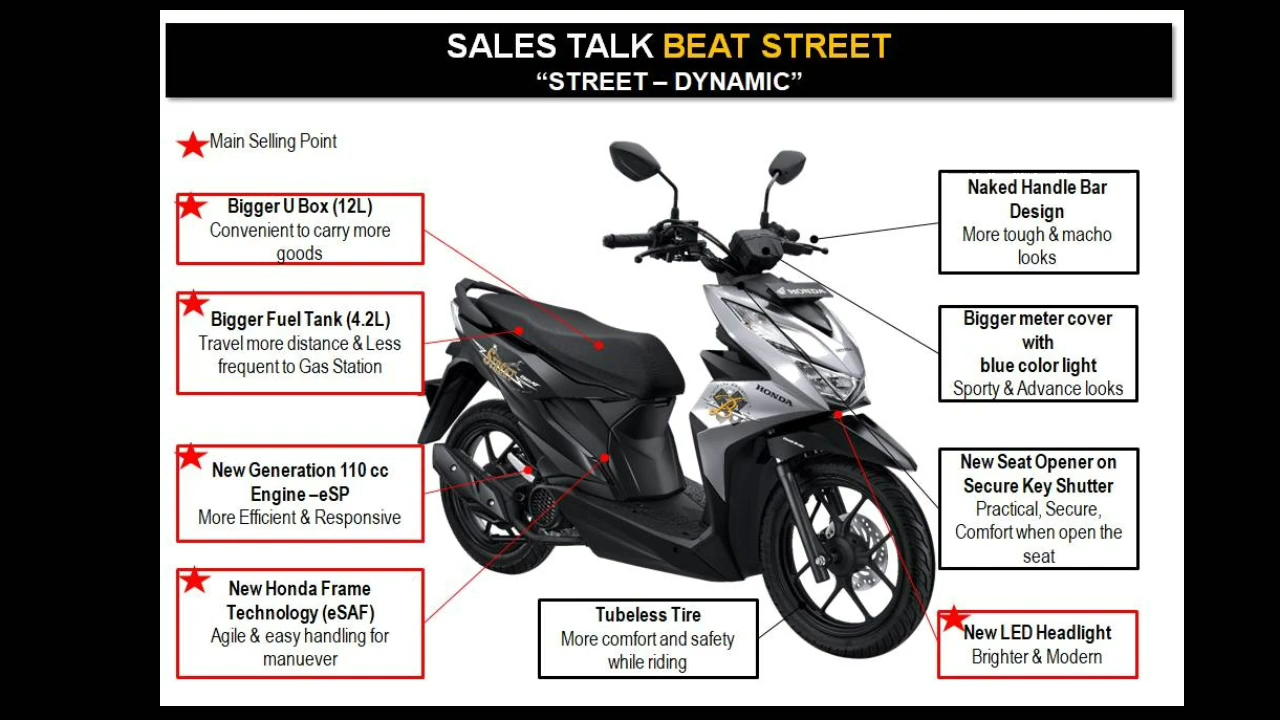 SALES TALK BEAT STREET
“STREET – DYNAMIC”
Main Selling Point
Bigger U Box (12L)
Convenient to carry more
goods
Bigger Fuel Tank (4.2L)
Travel more distance & Less
frequent to Gas Station
New Generation 110 cc
Engine –eSP
More Efficient & Responsive
New Honda Frame
Technology (eSAF)
Agile & easy handling for
manuever
Tubeless Tire
More comfort and safety
while riding
Naked Handle Bar
Design
More tough & macho
looks
Bigger meter cover
with
blue color light
Sporty & Advance looks
New Seat Opener on
Secure Key Shutter
Practical, Secure,
Comfort when open the
seat
New LED Headlight
Brighter & Modern
HONDA
HONDA
Street